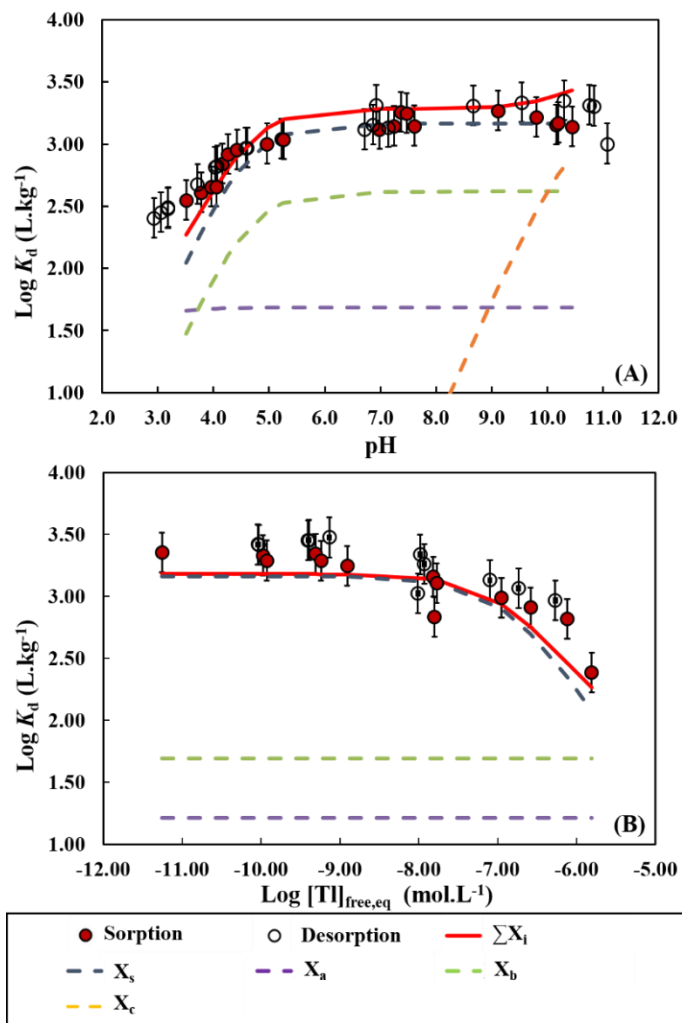 4.00
3.50
3.00
2.50
2.00
1.50
1.00
Log Kd (L.kg-1)
2.0 3.0 4.0 5.0 6.0 7.0 8.0 9.0 10.0 11.0 12.0
pH
(A)
4.00
3.50
3.00
2.50
2.00
1.50
1.00
Log Kd (L.kg-1)
-12.00 -11.00 -10.00 -9.00 -8.00 -7.00 -6.00 -5.00
Log [Tl]free,eq (mol.L-1)
(B)
Sorption Desorption ∑Xi
Xs Xa Xb
Xc